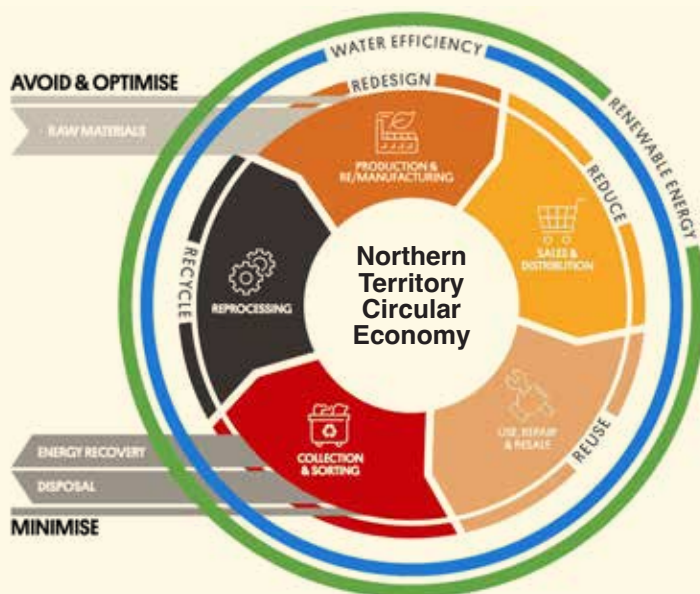 WATER EFFICIENCY
REDESIGN
AVOID & OPTIMISE
RAW MATERIALS
RENEWABLE ENERGY
PRODUCTION &
RE/MANUFACTURING
REDUCE
SALES &
DISTRIBUTION
Northern
Territory
Circular
Economy
RECYCLE
REPROCESSING
USE, REPAIR
& RESALE
REUSE
COLLECTION
& SORTING
ENERGY RECOVERY
DISPOSAL
MINIMISE